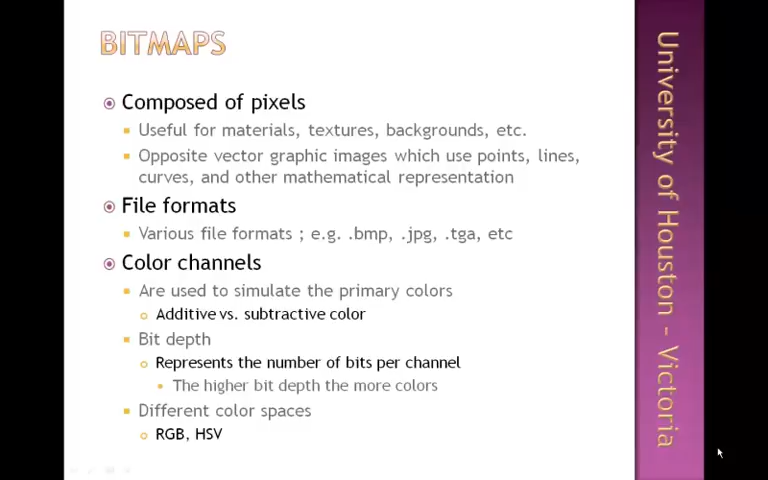 BITMAPS
Composed of pixels
Useful for materials, textures, backgrounds, etc.
Opposite vector graphic images which use points, lines,
curves, and other mathematical representation
File formats
Various file formats ; e.g. .bmp, .jpg, .tga, etc
Color channels
Are used to simulate the primary colors
Additive vs. subtractive color
Bit depth
Represents the number of bits per channel
The higher bit depth the more colors
Different color spaces
RGB, HSV
University of Houston - Victoria